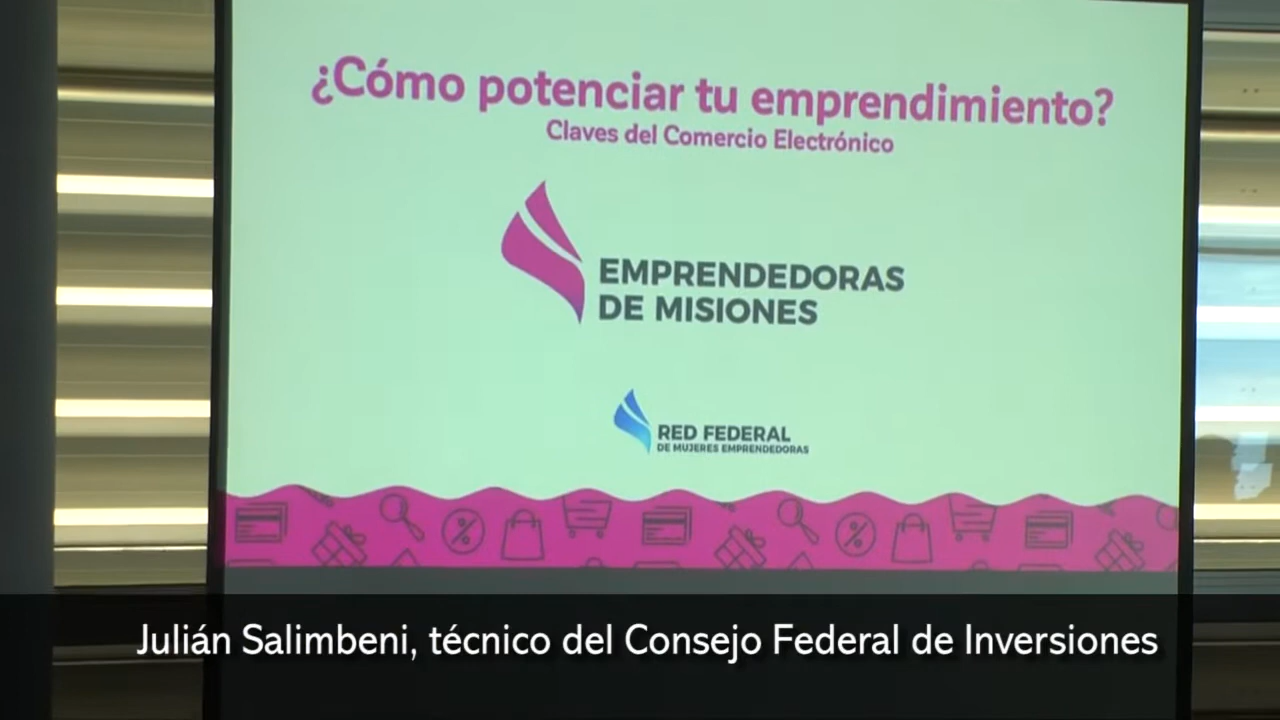 ¿Cómo potenciar tu emprendimiento?
Claves del Comercio Electrónico
EMPRENDEDORAS
DE MISIONES
RED FEDERAL
DE MUJERES EMPRENDEDORAS
Julián Salimbeni, técnico del Consejo Federal de Inversiones